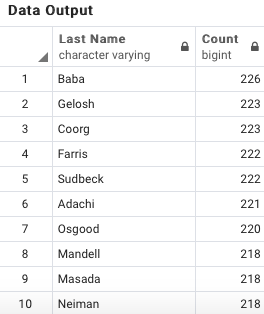 Data Output
Last Name Count
character varying bigint
1 Baba 226
2 Gelosh 223
3 Coorg 223
4 Farris 222
5 Sudbeck 222
6 Adachi 221
7 Osgood 220
8 Mandell 218
9 Masada 218
10 Neiman 218